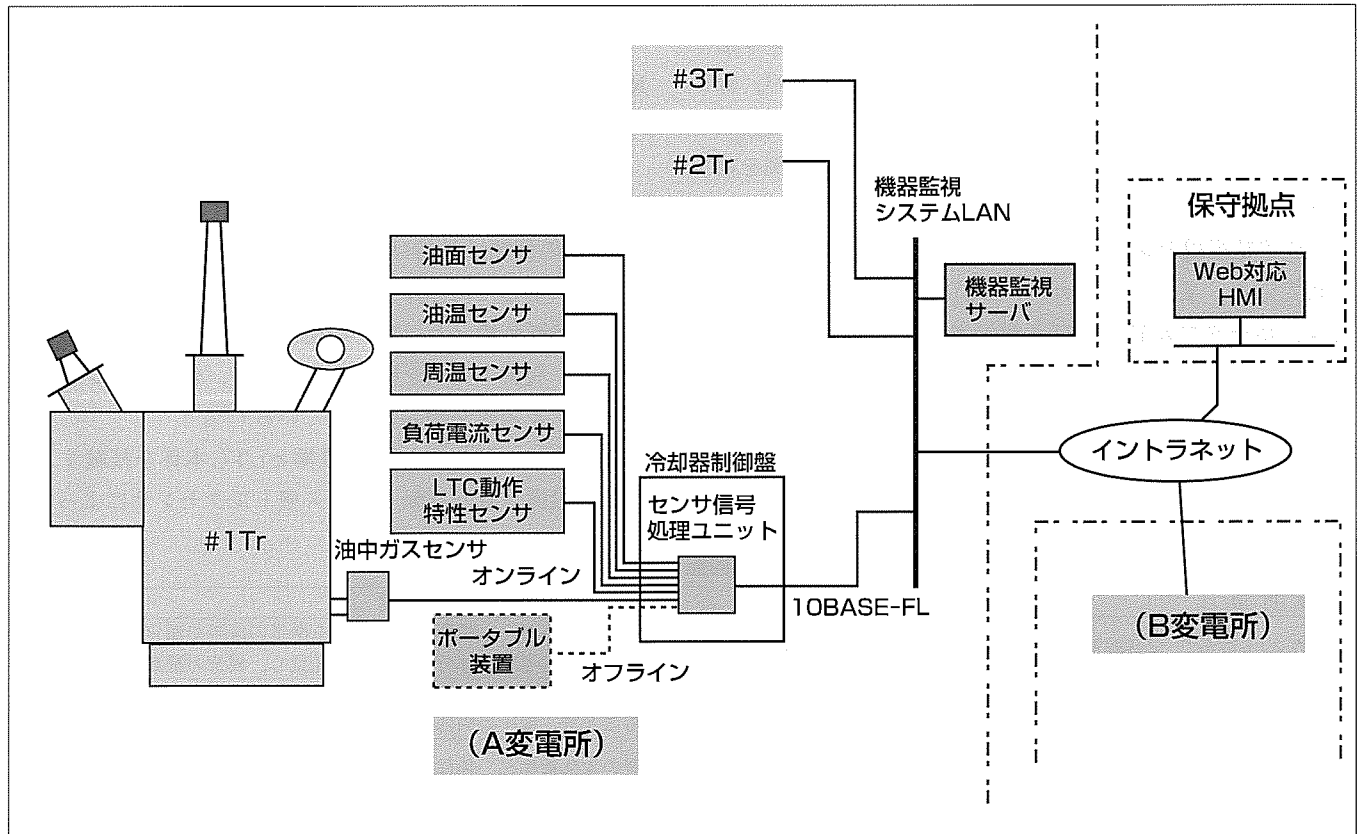 #3Tr
#2Tr
機器監視
システムLAN
機器監視
サーバ
保守拠点
Web対応
HMI
イントラネット
(B変電所)
油面センサ
油温センサ
周温センサ
負荷電流センサ
LTC動作
特性センサ
冷却器制御盤
センサ信号
処理ユニット
#1Tr
油中ガスセンサ
オンライン
10BASE-FL
ポータブル
装置
オフライン
(A変電所)